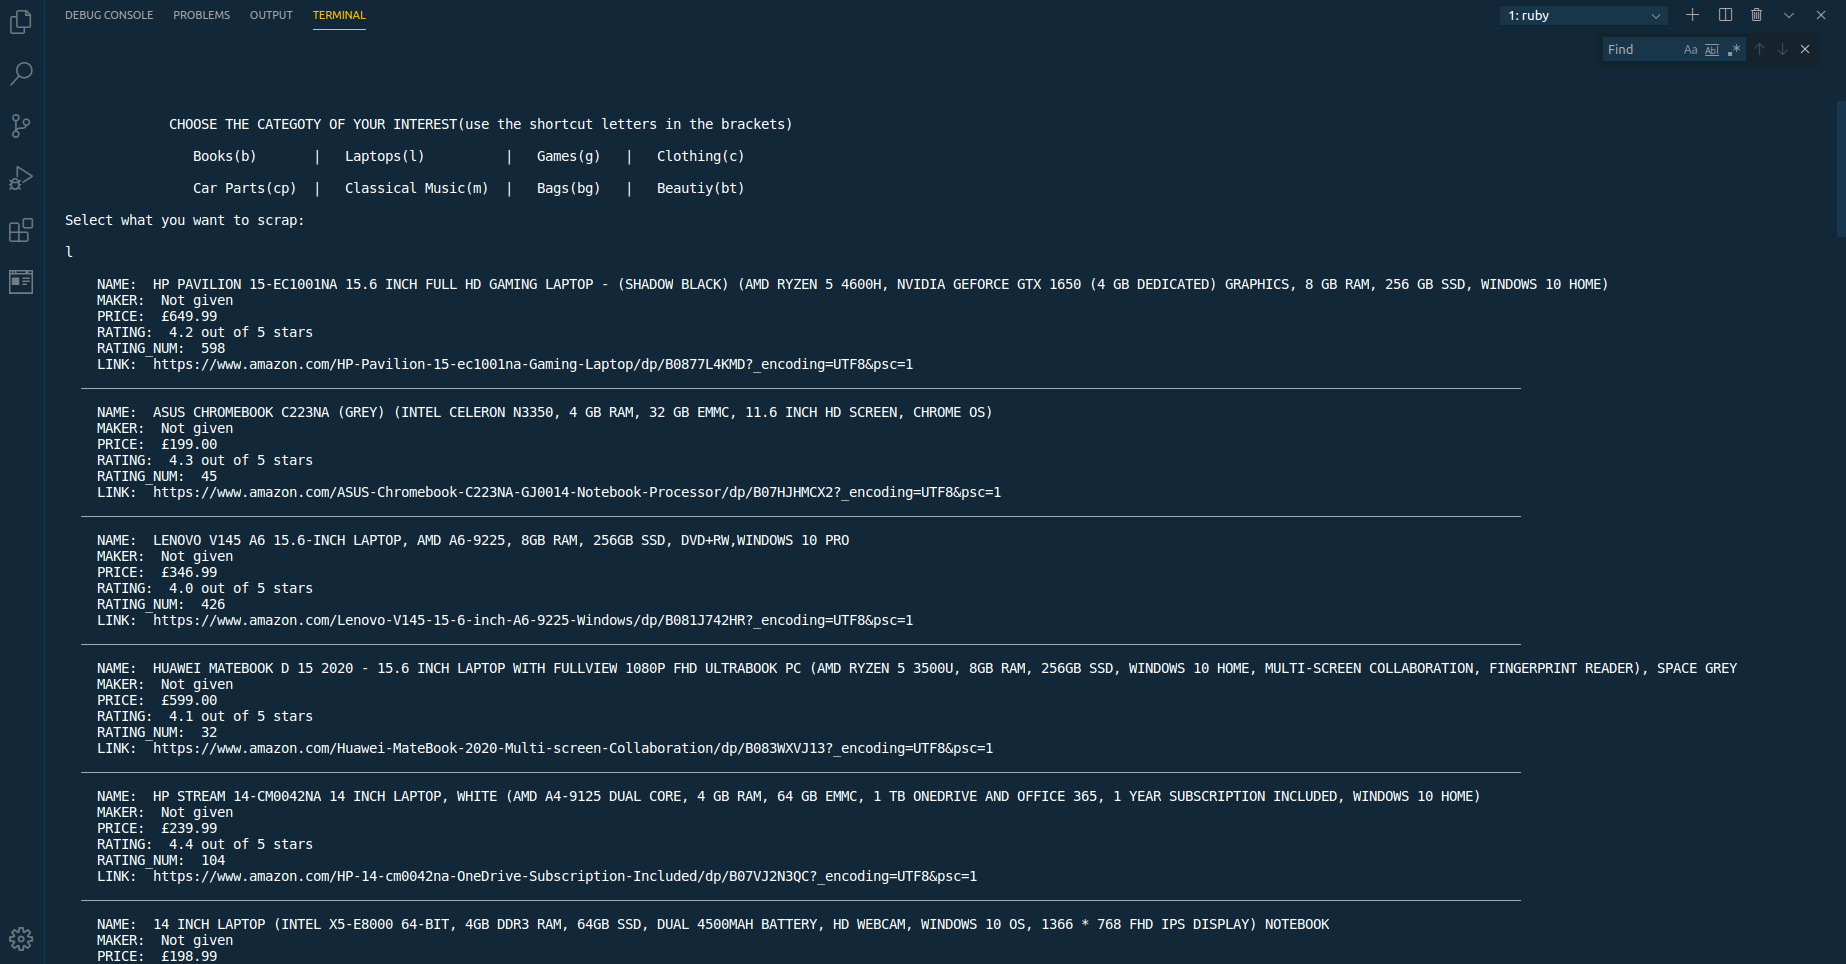 DEBUG CONSOLE PROBLEMS OUTPUT TERMINAL 1: ruby
Find Aa Abl .*
CHOOSE THE CATEGOTY OF YOUR INTEREST(use the shortcut letters in the brackets)
Books(b) | Laptops(l) | Games(g) | Clothing(c)
Car Parts(cp) | Classical Music(m) | Bags(bg) | Beautiy(bt)
Select what you want to scrap:
l
NAME: HP PAVILION 15-EC1001NA 15.6 INCH FULL HD GAMING LAPTOP - (SHADOW BLACK) (AMD RYZEN 5 4600H, NVIDIA GEFORCE GTX 1650 (4 GB DEDICATED) GRAPHICS, 8 GB RAM, 256 GB SSD, WINDOWS 10 HOME)
MAKER: Not given
PRICE: £649.99
RATING: 4.2 out of 5 stars
RATING_NUM: 598
LINK: https://www.amazon.com/HP-Pavilion-15-ec1001na-Gaming-Laptop/dp/B0877L4KMD?_encoding=UTF8&psc=1
NAME: ASUS CHROMEBOOK C223NA (GREY) (INTEL CELERON N3350, 4 GB RAM, 32 GB EMMC, 11.6 INCH HD SCREEN, CHROME OS)
MAKER: Not given
PRICE: £199.00
RATING: 4.3 out of 5 stars
RATING_NUM: 45
LINK: https://www.amazon.com/ASUS-Chromebook-C223NA-GJ0014-Notebook-Processor/dp/B07HJHMCX2?_encoding=UTF8&psc=1
NAME: LENOVO V145 A6 15.6-INCH LAPTOP, AMD A6-9225, 8GB RAM, 256GB SSD, DVD+RW,WINDOWS 10 PRO
MAKER: Not given
PRICE: £346.99
RATING: 4.0 out of 5 stars
RATING_NUM: 426
LINK: https://www.amazon.com/Lenovo-V145-15-6-inch-A6-9225-Windows/dp/B081J742HR?_encoding=UTF8&psc=1
NAME: HUAWEI MATEBOOK D 15 2020 - 15.6 INCH LAPTOP WITH FULLVIEW 1080P FHD ULTRABOOK PC (AMD RYZEN 5 3500U, 8GB RAM, 256GB SSD, WINDOWS 10 HOME, MULTI-SCREEN COLLABORATION, FINGERPRINT READER), SPACE GREY
MAKER: Not given
PRICE: £599.00
RATING: 4.1 out of 5 stars
RATING_NUM: 32
LINK: https://www.amazon.com/Huawei-MateBook-2020-Multi-screen-Collaboration/dp/B083WXVJ13?_encoding=UTF8&psc=1
NAME: HP STREAM 14-CM0042NA 14 INCH LAPTOP, WHITE (AMD A4-9125 DUAL CORE, 4 GB RAM, 64 GB EMMC, 1 TB ONEDRIVE AND OFFICE 365, 1 YEAR SUBSCRIPTION INCLUDED, WINDOWS 10 HOME)
MAKER: Not given
PRICE: £239.99
RATING: 4.4 out of 5 stars
RATING_NUM: 104
LINK: https://www.amazon.com/HP-14-cm0042na-OneDrive-Subscription-Included/dp/B07VJ2N3QC?_encoding=UTF8&psc=1
NAME: 14 INCH LAPTOP (INTEL X5-E8000 64-BIT, 4GB DDR3 RAM, 64GB SSD, DUAL 4500MAH BATTERY, HD WEBCAM, WINDOWS 10 OS, 1366 * 768 FHD IPS DISPLAY) NOTEBOOK
MAKER: Not given
PRICE: £198.99